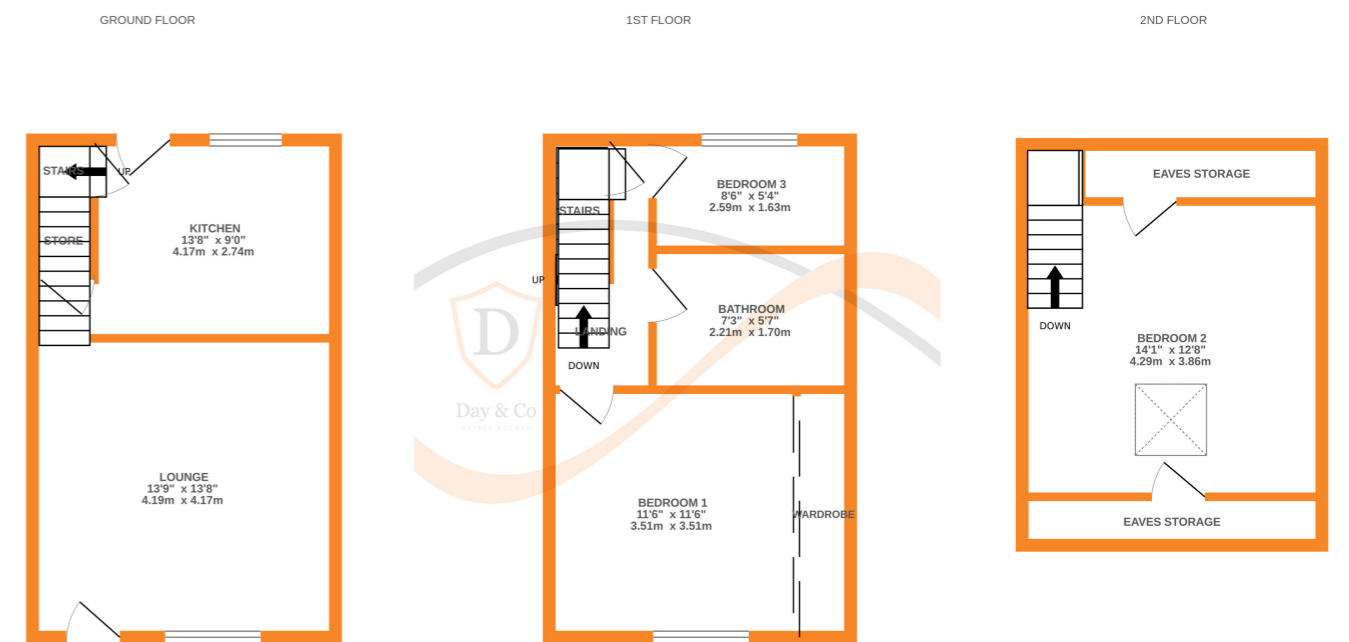 GROUND FLOOR
1ST FLOOR
2ND FLOOR
STAIRS
UP
STORE
KITCHEN
13'8" x 9'0"
4.17m x 2.74m
LOUNGE
13'9" x 13'8"
4.19m x 4.17m
STAIRS
UP
LANDING
DOWN
BEDROOM 3
8'6" x 5'4"
2.59m x 1.63m
BATHROOM
7'3" x 5'7"
2.21m x 1.70m
BEDROOM 1
11'6" x 11'6"
3.51m x 3.51m
WARDROBE
D
Day & Co
ESTATE AGENTS
EAVES STORAGE
DOWN
BEDROOM 2
14'1" x 12'8"
4.29m x 3.86m
EAVES STORAGE